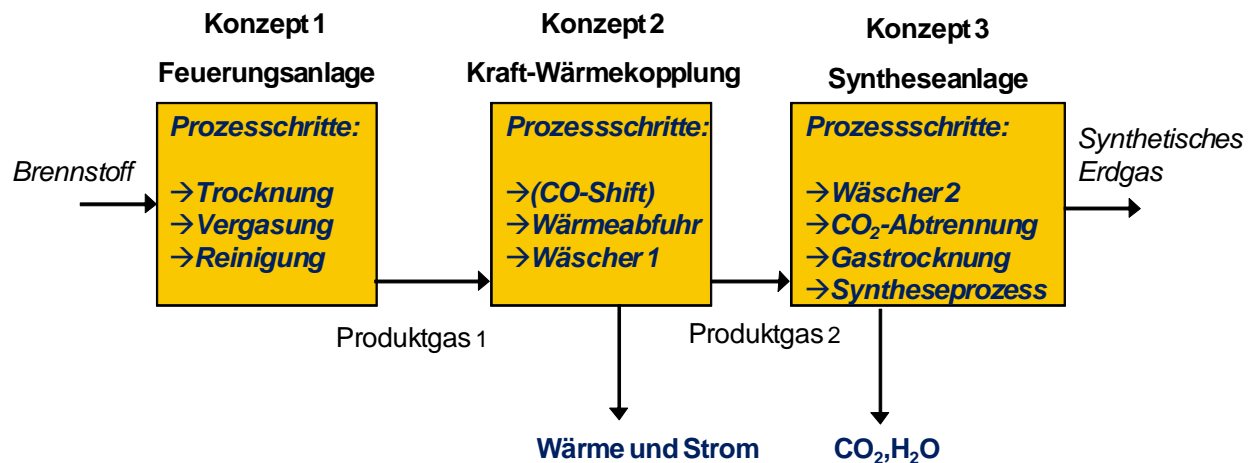 Konzept 1
Feuerungsanlage
Konzept 2
Kraft-Wärmekopplung
Konzept 3
Syntheseanlage
Brennstoff
Prozesschritte:
→Trocknung
→Vergasung
→Reinigung
Produktgas 1
Prozessschritte:
→(CO-Shift)
→Wärmeabfuhr
→Wäscher 1
Produktgas 2
Prozessschritte:
→Wäscher 2
→CO₂-Abtrennung
→Gastrocknung
→Syntheseprozess
Synthetisches
Erdgas
Wärme und Strom
CO₂,H₂O